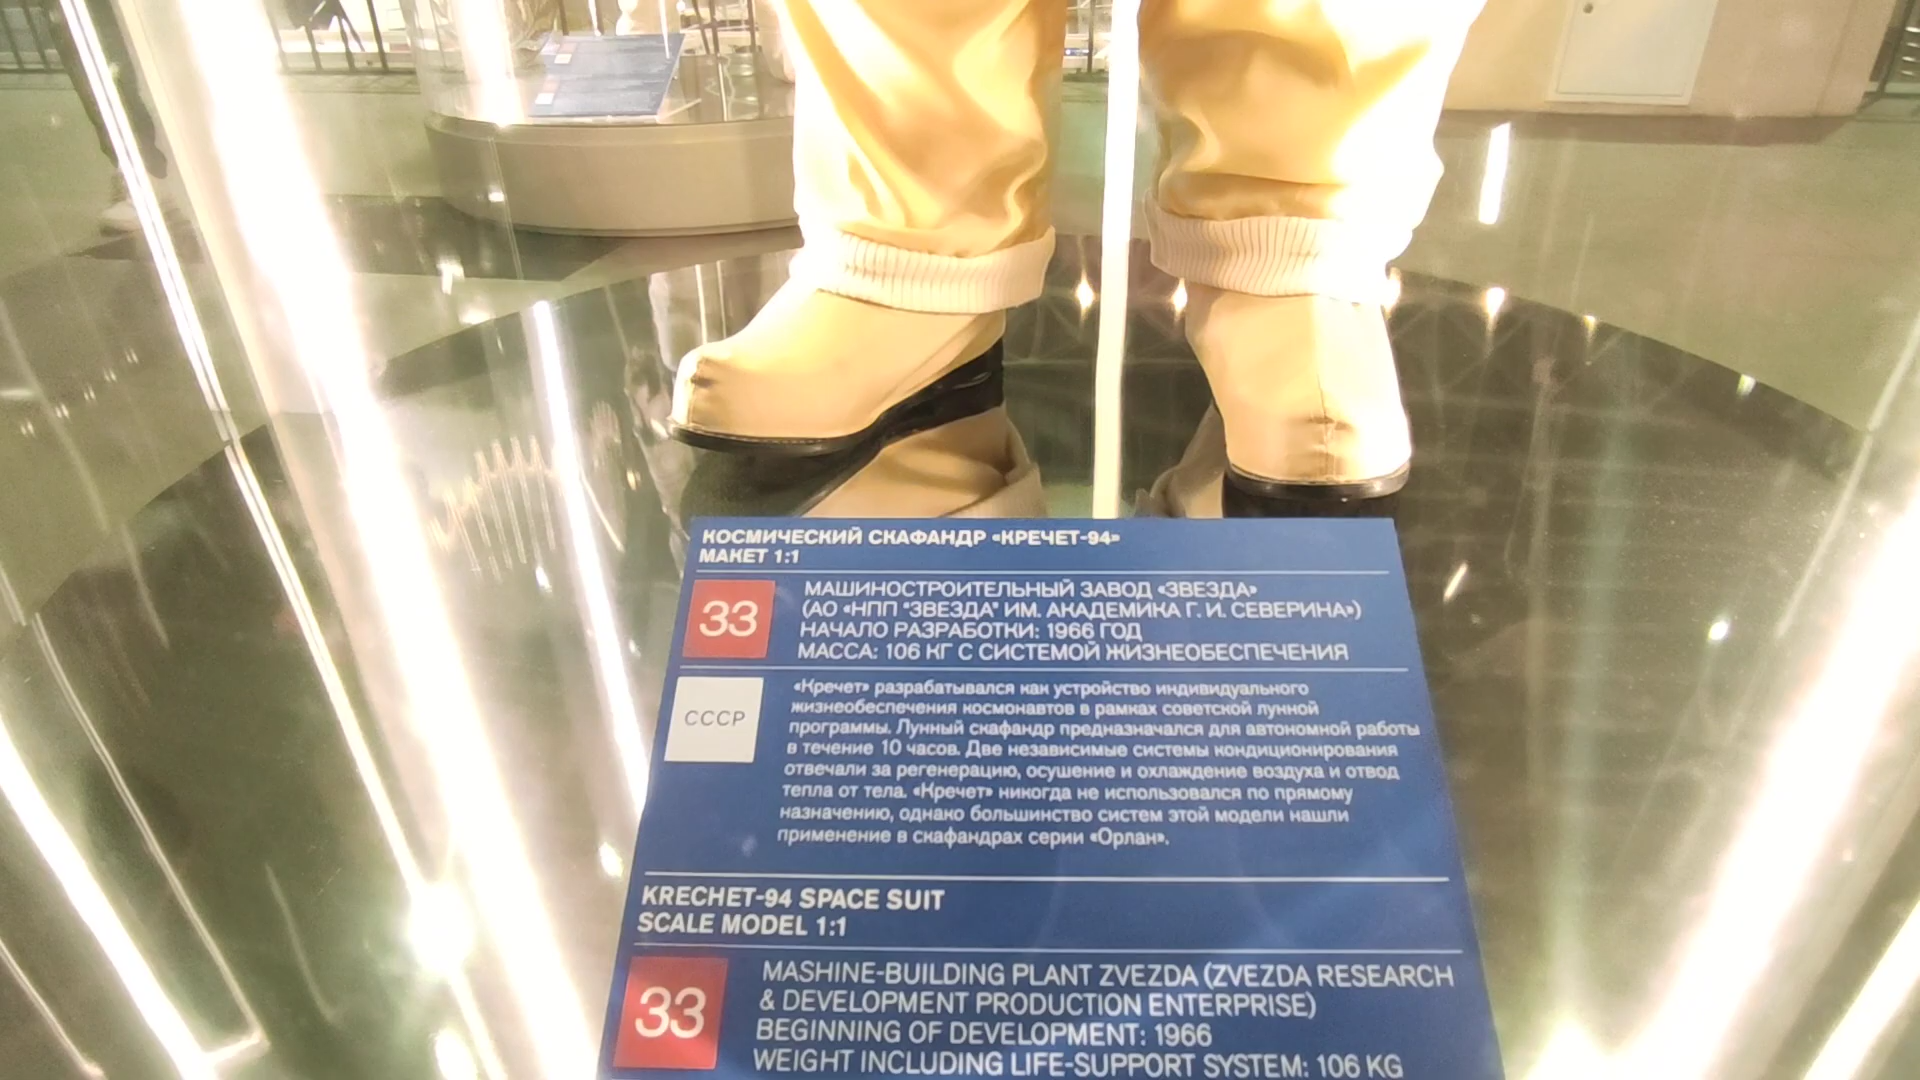 КОСМИЧЕСКИЙ СКАФАНДР «КРЕЧЕТ-94»
МАКЕТ 1:1
33
МАШИНОСТРОИТЕЛЬНЫЙ ЗАВОД «ЗВЕЗДА»
(АО «НПП "ЗВЕЗДА" ИМ. АКАДЕМИКА Г. И. СЕВЕРИНА»)
НАЧАЛО РАЗРАБОТКИ: 1966 ГОД
МАССА: 106 КГ С СИСТЕМОЙ ЖИЗНЕОБЕСПЕЧЕНИЯ
СССР
«Кречет» разрабатывался как устройство индивидуального
жизнеобеспечения космонавтов в рамках советской лунной
программы. Лунный скафандр предназначался для автономной работы
в течение 10 часов. Две независимые системы кондиционирования
отвечали за регенерацию, осушение и охлаждение воздуха и отвод
тепла от тела. «Кречет» никогда не использовался по прямому
назначению, однако большинство систем этой модели нашли
применение в скафандрах серии «Орлан».
KRECHET-94 SPACE SUIT
SCALE MODEL 1:1
33
MASHINE-BUILDING PLANT ZVEZDA (ZVEZDA RESEARCH
& DEVELOPMENT PRODUCTION ENTERPRISE)
BEGINNING OF DEVELOPMENT: 1966
WEIGHT INCLUDING LIFE-SUPPORT SYSTEM: 106 KG